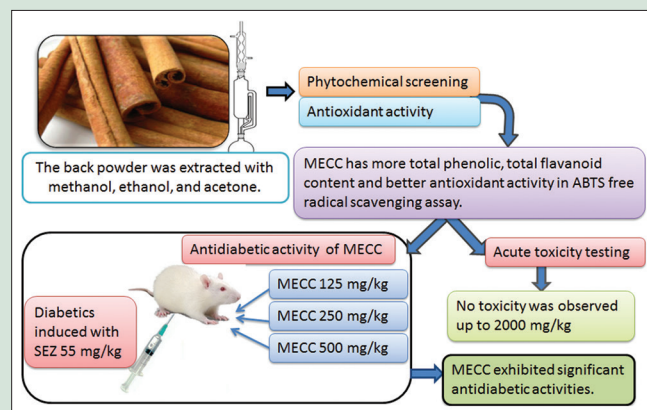 Phytochemical screening
Antioxidant activity
The back powder was extracted with
methanol, ethanol, and acetone.
MECC has more total phenolic, total flavanoid
content and better antioxidant activity in ABTS free
radical scavenging assay.
Antidiabetic activity of MECC
Acute toxicity testing
MECC 125 mg/kg
MECC 250 mg/kg
MECC 500 mg/kg
Diabetics
induced with
SEZ 55 mg/kg
No toxicity was observed
up to 2000 mg/kg
MECC exhibited significant
antidiabetic activities.